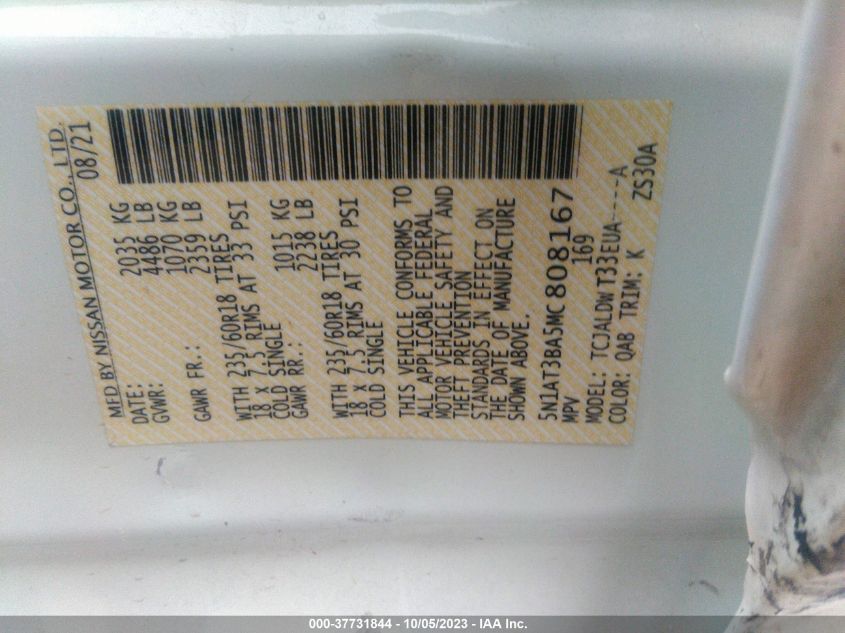 MFD BY NISSAN MOTOR CO., LTD.
DATE: 08/21
GVWR: 2035 KG
4486 LB
GAWR FR.: 1070 KG
2359 LB
WITH 235/60R18 TIRES
18 x 7.5 RIMS AT 33 PSI
COLD SINGLE
GAWR RR.: 1015 KG
2238 LB
WITH 235/60R18 TIRES
18 x 7.5 RIMS AT 30 PSI
COLD SINGLE
THIS VEHICLE CONFORMS TO
ALL APPLICABLE FEDERAL
MOTOR VEHICLE SAFETY AND
THEFT PREVENTION
STANDARDS IN EFFECT ON
THE DATE OF MANUFACTURE
SHOWN ABOVE.
5N1AT3BA5MC808167
MPV 169
MODEL: TCJALDWT33EUA-----A
COLOR: QAB TRIM: K ZS30A
000-37731844 - 10/05/2023 - IAA Inc.